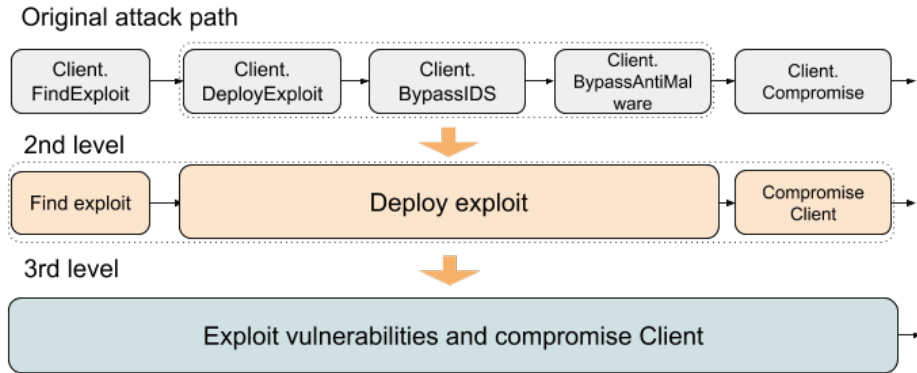 Original attack path
Client.
FindExploit
Client.
DeployExploit
Client.
BypassIDS
Client.
BypassAntiMal
ware
Client.
Compromise
2nd level
Find exploit
Deploy exploit
Compromise
Client
3rd level
Exploit vulnerabilities and compromise Client